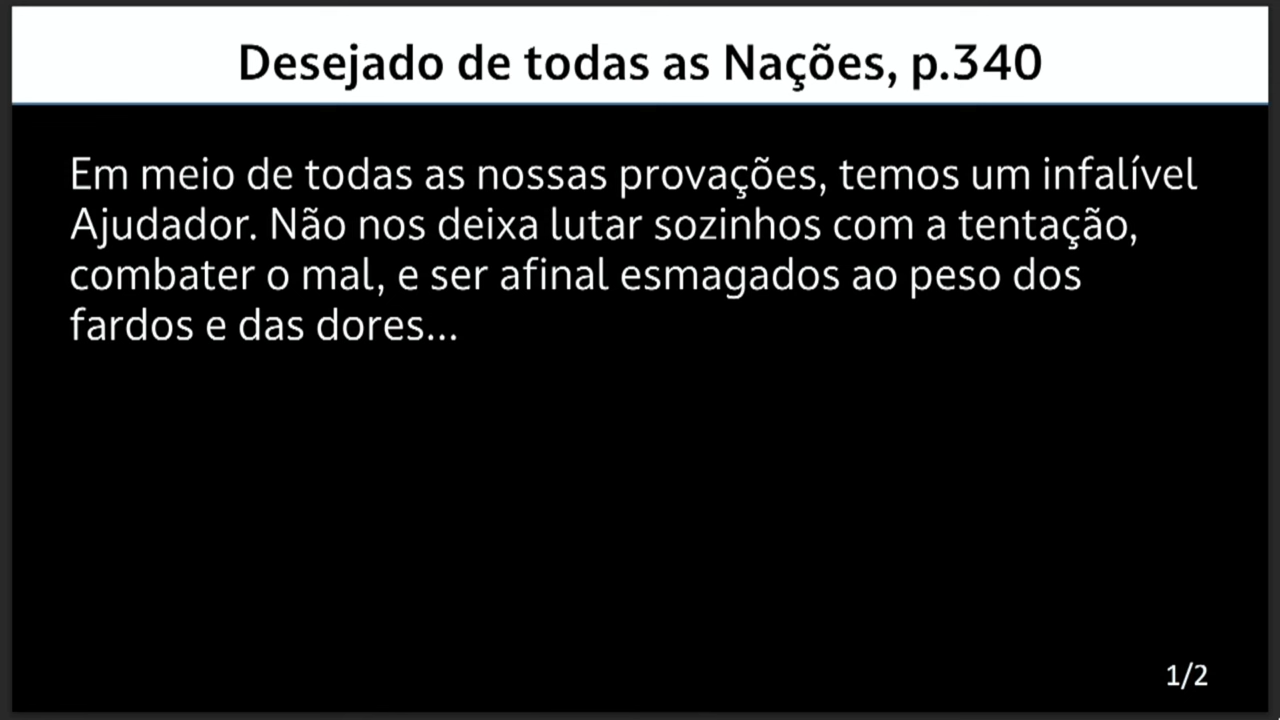 Desejado de todas as Nações, p.340
Em meio de todas as nossas provações, temos um infalível
Ajudador. Não nos deixa lutar sozinhos com a tentação,
combater o mal, e ser afinal esmagados ao peso dos
fardos e das dores...
1/2